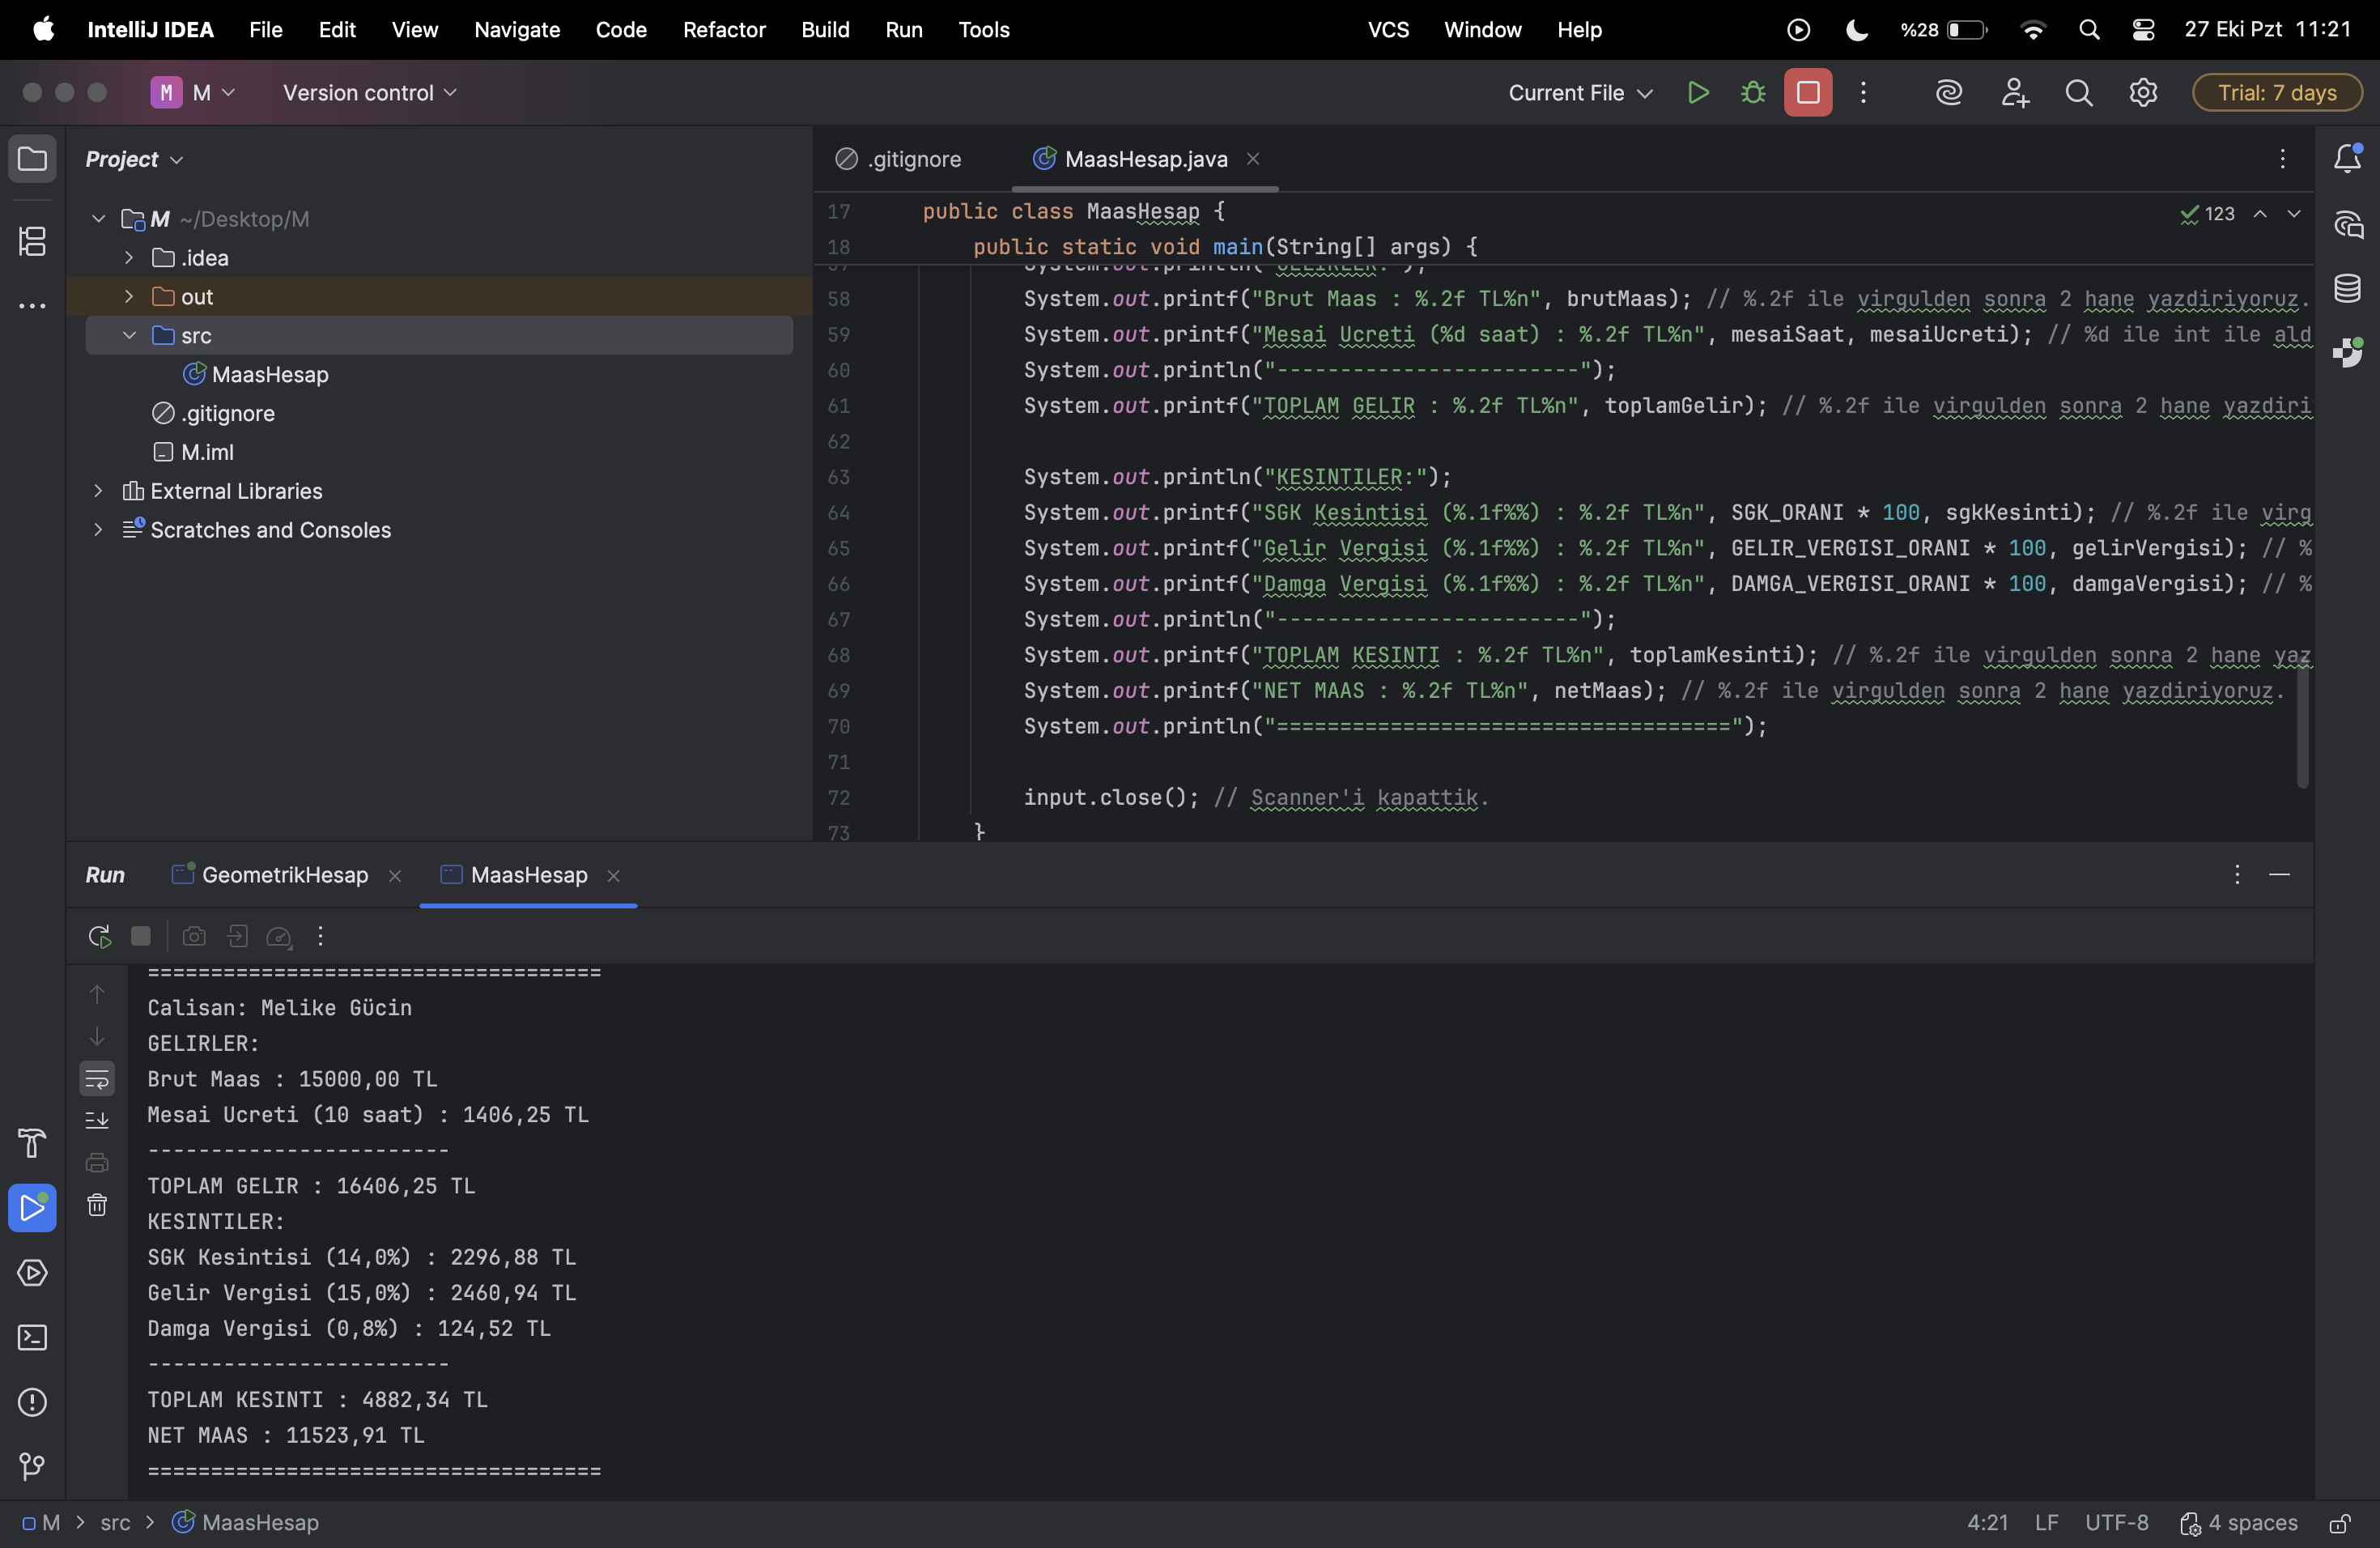 IntelliJ IDEA File Edit View Navigate Code Refactor Build Run Tools VCS Window Help %28 27 Eki Pzt 11:21
M M Version control Current File Trial: 7 days
Project
M ~/Desktop/M
.idea
out
src
MaasHesap
.gitignore
M.iml
External Libraries
Scratches and Consoles
.gitignore MaasHesap.java
123
17 public class MaasHesap {
18 public static void main(String[] args) {
57 System.out.println("GELIRLER:");
58 System.out.printf("Brut Maas : %.2f TL%n", brutMaas); // %.2f ile virgulden sonra 2 hane yazdiriyoruz.
59 System.out.printf("Mesai Ucreti (%d saat) : %.2f TL%n", mesaiSaat, mesaiUcreti); // %d ile int ile ald
60 System.out.println("------------------------");
61 System.out.printf("TOPLAM GELIR : %.2f TL%n", toplamGelir); // %.2f ile virgulden sonra 2 hane yazdiri
62
63 System.out.println("KESINTILER:");
64 System.out.printf("SGK Kesintisi (%.1f%%) : %.2f TL%n", SGK_ORANI * 100, sgkKesinti); // %.2f ile virg
65 System.out.printf("Gelir Vergisi (%.1f%%) : %.2f TL%n", GELIR_VERGISI_ORANI * 100, gelirVergisi); // %
66 System.out.printf("Damga Vergisi (%.1f%%) : %.2f TL%n", DAMGA_VERGISI_ORANI * 100, damgaVergisi); // %
67 System.out.println("------------------------");
68 System.out.printf("TOPLAM KESINTI : %.2f TL%n", toplamKesinti); // %.2f ile virgulden sonra 2 hane yaz
69 System.out.printf("NET MAAS : %.2f TL%n", netMaas); // %.2f ile virgulden sonra 2 hane yazdiriyoruz.
70 System.out.println("====================================");
71
72 input.close(); // Scanner'i kapattik.
73 }
Run GeometrikHesap MaasHesap
====================================
Calisan: Melike Gücin
GELIRLER:
Brut Maas : 15000,00 TL
Mesai Ucreti (10 saat) : 1406,25 TL
------------------------
TOPLAM GELIR : 16406,25 TL
KESINTILER:
SGK Kesintisi (14,0%) : 2296,88 TL
Gelir Vergisi (15,0%) : 2460,94 TL
Damga Vergisi (0,8%) : 124,52 TL
------------------------
TOPLAM KESINTI : 4882,34 TL
NET MAAS : 11523,91 TL
====================================
M > src > MaasHesap 4:21 LF UTF-8 4 spaces